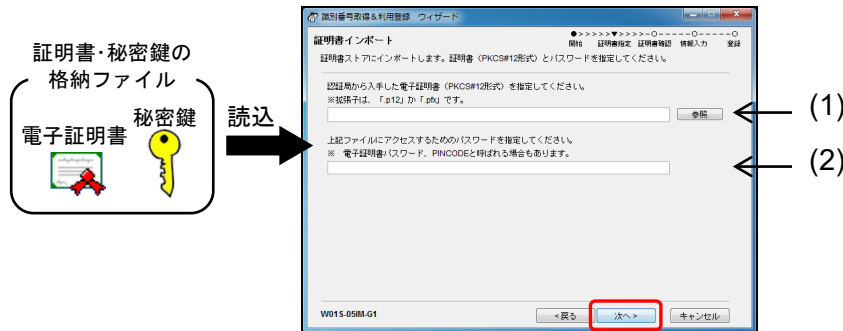 証明書・秘密鍵の
格納ファイル
電子証明書
秘密鍵
読込
識別番号取得&利用登録 ウィザード
証明書インポート
●>>>>>▼>>>>--○-----○-----○
開始 証明書指定 証明書確認 情報入力 登録
証明書ストアにインポートします。証明書(PKCS#12形式)とパスワードを指定してください。
認証局から入手した電子証明書(PKCS#12形式)を指定してください。
※拡張子は、「.p12」か「.pfx」です。
参照
(1)
上記ファイルにアクセスするためのパスワードを指定してください。
※ 電子証明書パスワード、PINCODEと呼ばれる場合もあります。
(2)
W01S-05IM-G1
<戻る
次へ>
キャンセル